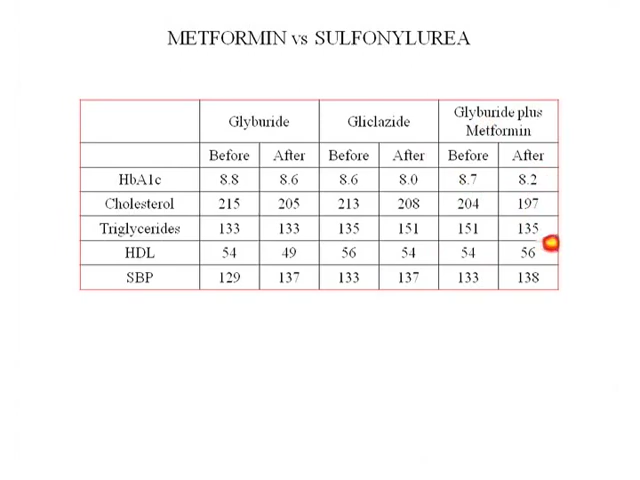 METFORMIN vs SULFONYLUREA
Glyburide Gliclazide Glyburide plus
Metformin
Before After Before After Before After
HbA1c 8.8 8.6 8.6 8.0 8.7 8.2
Cholesterol 215 205 213 208 204 197
Triglycerides 133 133 135 151 151 135
HDL 54 49 56 54 54 56
SBP 129 137 133 137 133 138